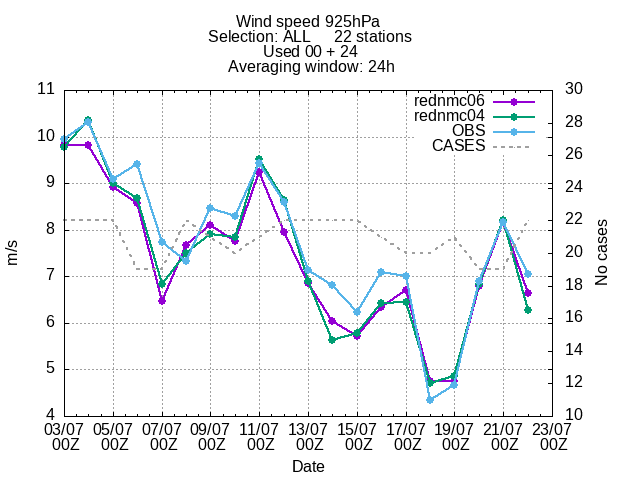 Wind speed 925hPa
Selection: ALL 22 stations
Used 00 + 24
Averaging window: 24h
11 30
rednmc06
rednmc04
OBS
CASES
10 28
26
9 24
8 22
20
7 18
6 16
14
5 12
4 10
m/s
No cases
03/07 05/07 07/07 09/07 11/07 13/07 15/07 17/07 19/07 21/07 23/07
00Z 00Z 00Z 00Z 00Z 00Z 00Z 00Z 00Z 00Z 00Z
Date